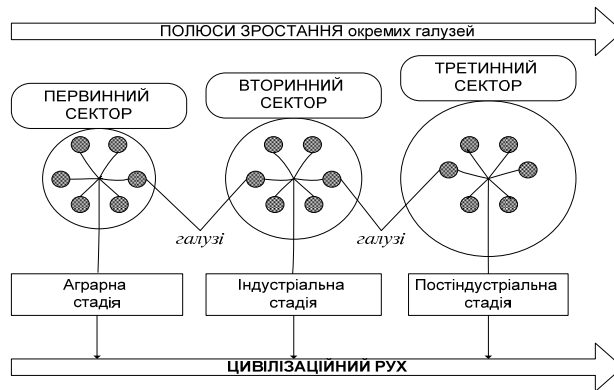 ПОЛЮСИ ЗРОСТАННЯ окремих галузей
ПЕРВИННИЙ
СЕКТОР
ВТОРИННИЙ
СЕКТОР
ТРЕТИННИЙ
СЕКТОР
галузі
галузі
Аграрна
стадія
Індустріальна
стадія
Постіндустріальна
стадія
ЦИВІЛІЗАЦІЙНИЙ РУХ